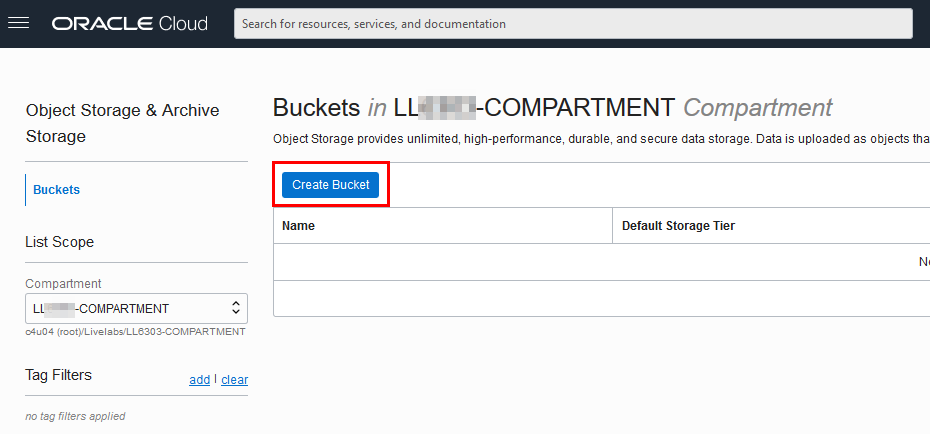 ORACLE Cloud
Search for resources, services, and documentation
Object Storage & Archive
Storage
Buckets
List Scope
Compartment
LL -COMPARTMENT
c4u04 (root)/Livelabs/LL6303-COMPARTMENT
Tag Filters
add | clear
no tag filters applied
Buckets in LL -COMPARTMENT Compartment
Object Storage provides unlimited, high-performance, durable, and secure data storage. Data is uploaded as objects tha
Create Bucket
Name Default Storage Tier
No